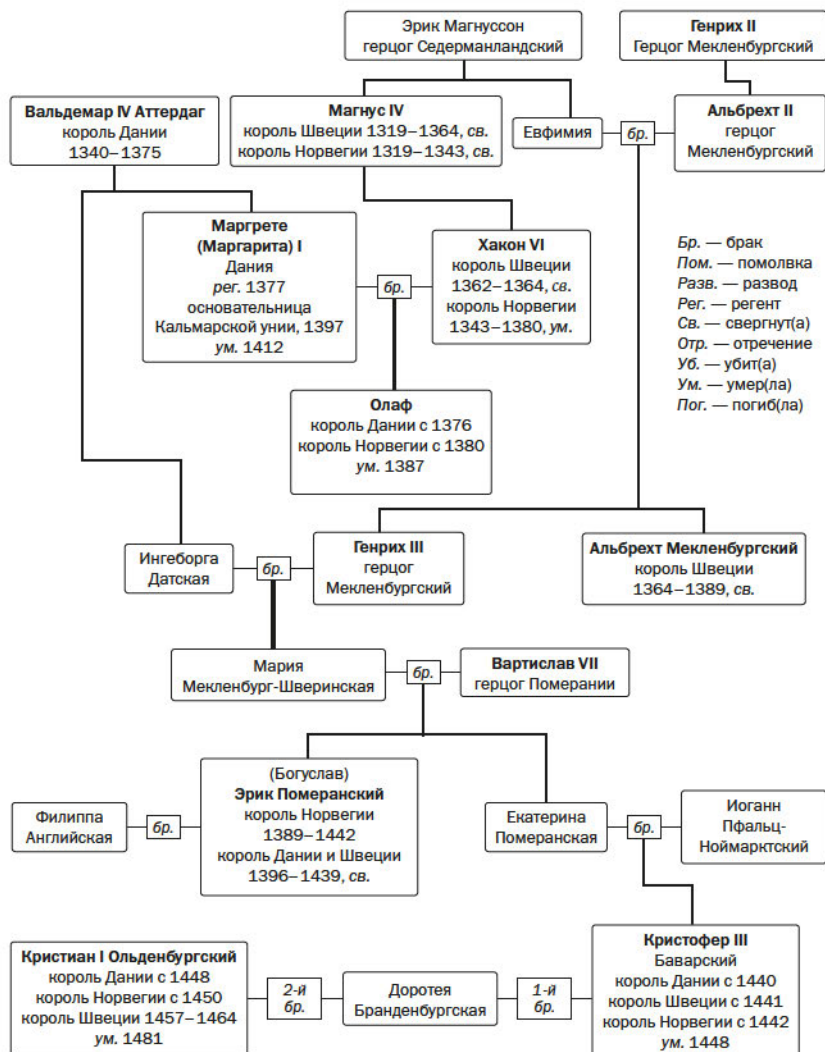 Эрик Магнуссон
герцог Седерманландский
Генрих II
Герцог Мекленбургский
Вальдемар IV Аттердаг
король Дании
1340–1375
Магнус IV
король Швеции 1319–1364, св.
король Норвегии 1319–1343, св.
Евфимия
бр.
Альбрехт II
герцог
Мекленбургский
Маргрете
(Маргарита) I
Дания
рег. 1377
основательница
Кальмарской унии, 1397
ум. 1412
бр.
Хакон VI
король Швеции
1362–1364, св.
король Норвегии
1343–1380, ум.
Бр. — брак
Пом. — помолвка
Разв. — развод
Рег. — регент
Св. — свергнут(а)
Отр. — отречение
Уб. — убит(а)
Ум. — умер(ла)
Пог. — погиб(ла)
Олаф
король Дании с 1376
король Норвегии с 1380
ум. 1387
Ингеборга
Датская
бр.
Генрих III
герцог
Мекленбургский
Альбрехт Мекленбургский
король Швеции
1364–1389, св.
Мария
Мекленбург-Шверинская
бр.
Вартислав VII
герцог Померании
Филиппа
Английская
бр.
(Богуслав)
Эрик Померанский
король Норвегии
1389–1442
король Дании и Швеции
1396–1439, св.
Екатерина
Померанская
бр.
Иоганн
Пфальц-
Ноймарктский
Кристиан I Ольденбургский
король Дании с 1448
король Норвегии с 1450
король Швеции 1457–1464
ум. 1481
2-й
бр.
Доротея
Бранденбургская
1-й
бр.
Кристофер III
Баварский
король Дании с 1440
король Швеции с 1441
король Норвегии с 1442
ум. 1448